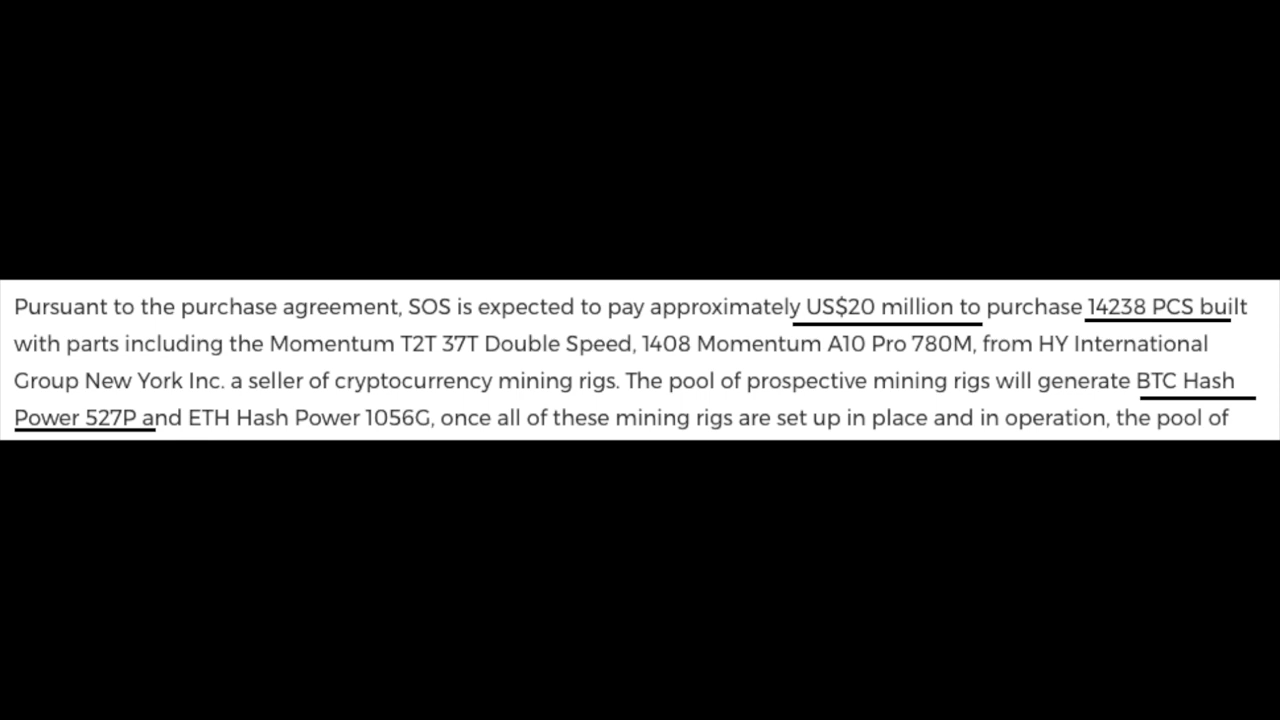 Pursuant to the purchase agreement, SOS is expected to pay approximately US$20 million to purchase 14238 PCS built
with parts including the Momentum T2T 37T Double Speed, 1408 Momentum A10 Pro 780M, from HY International
Group New York Inc. a seller of cryptocurrency mining rigs. The pool of prospective mining rigs will generate BTC Hash
Power 527P and ETH Hash Power 1056G, once all of these mining rigs are set up in place and in operation, the pool of